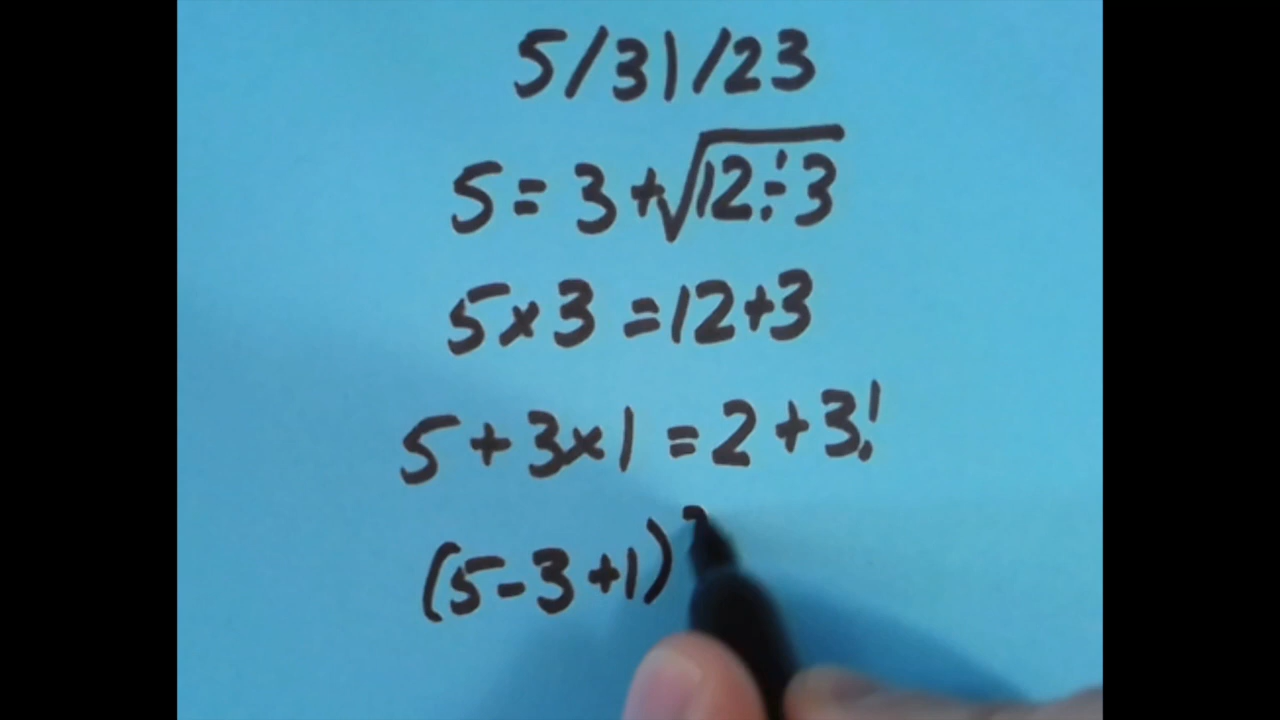 5/31/23
5 = 3 + √12÷3
5 × 3 = 12 + 3
5 + 3 × 1 = 2 + 3!
(5 - 3 + 1)